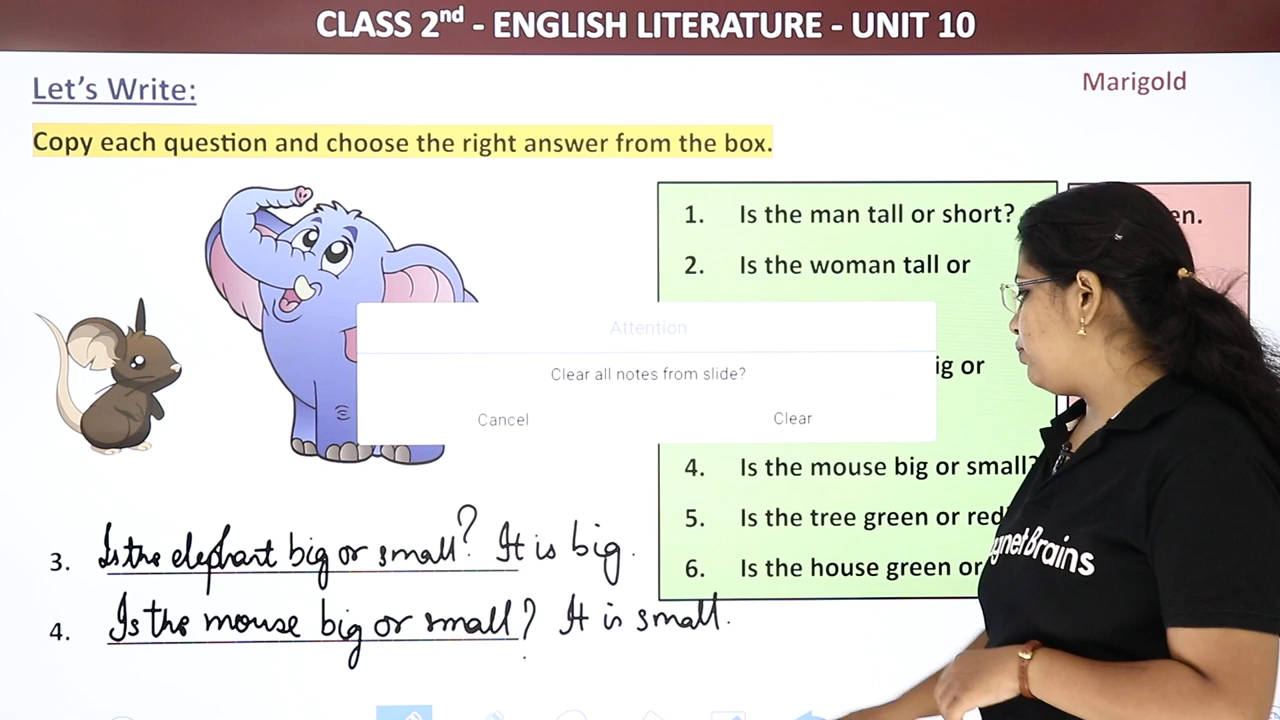 CLASS 2nd - ENGLISH LITERATURE - UNIT 10
Let's Write:
Marigold
Copy each question and choose the right answer from the box.
1. Is the man tall or short?
en.
2. Is the woman tall or
Attention
Clear all notes from slide?
ig or
Cancel Clear
4. Is the mouse big or small?
5. Is the tree green or red
6. Is the house green or
3. Is the elephant big or small? It is big.
4. Is the mouse big or small? It is small.
gnetBrains